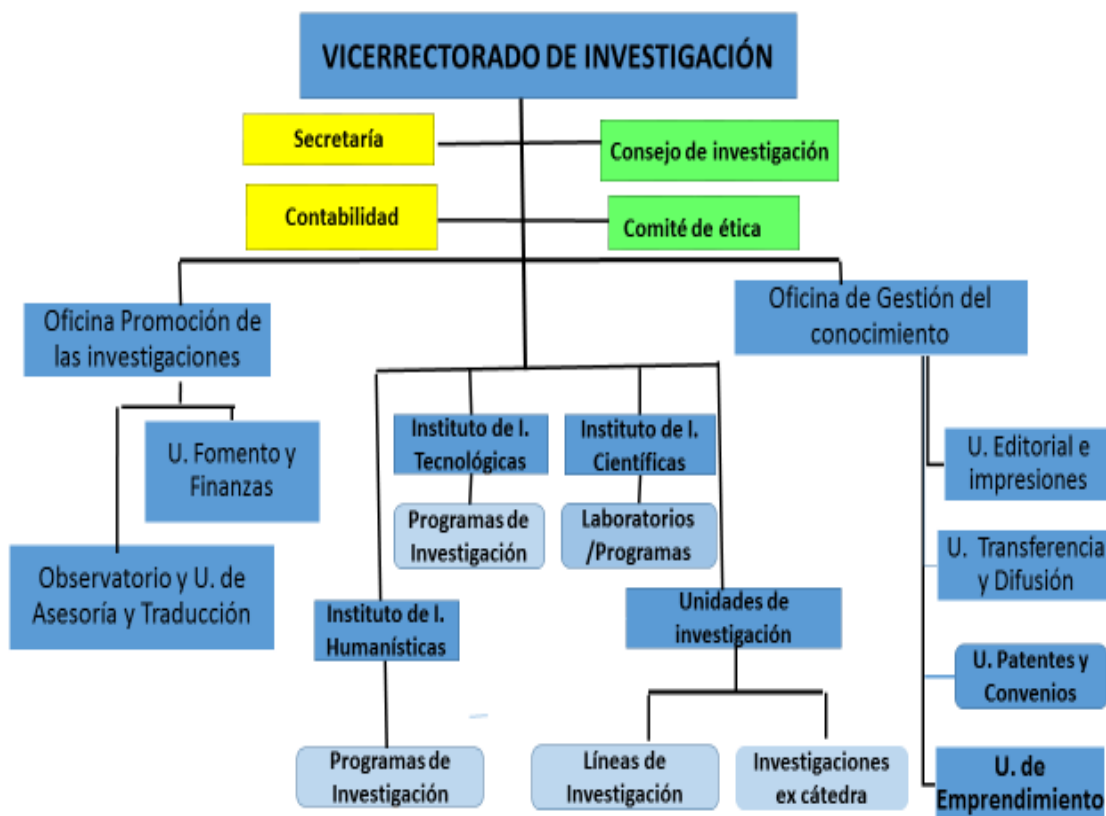 VICERRECTORADO DE INVESTIGACIÓN
Secretaría
Consejo de investigación
Contabilidad
Comité de ética
Oficina Promoción de
las investigaciones
Oficina de Gestión del
conocimiento
U. Fomento y
Finanzas
Observatorio y U. de
Asesoría y Traducción
Instituto de I.
Tecnológicas
Programas de
Investigación
Instituto de I.
Científicas
Laboratorios
/Programas
Instituto de I.
Humanísticas
Programas de
Investigación
Unidades de
investigación
Líneas de
Investigación
Investigaciones
ex cátedra
U. Editorial e
impresiones
U. Transferencia
y Difusión
U. Patentes y
Convenios
U. de
Emprendimiento